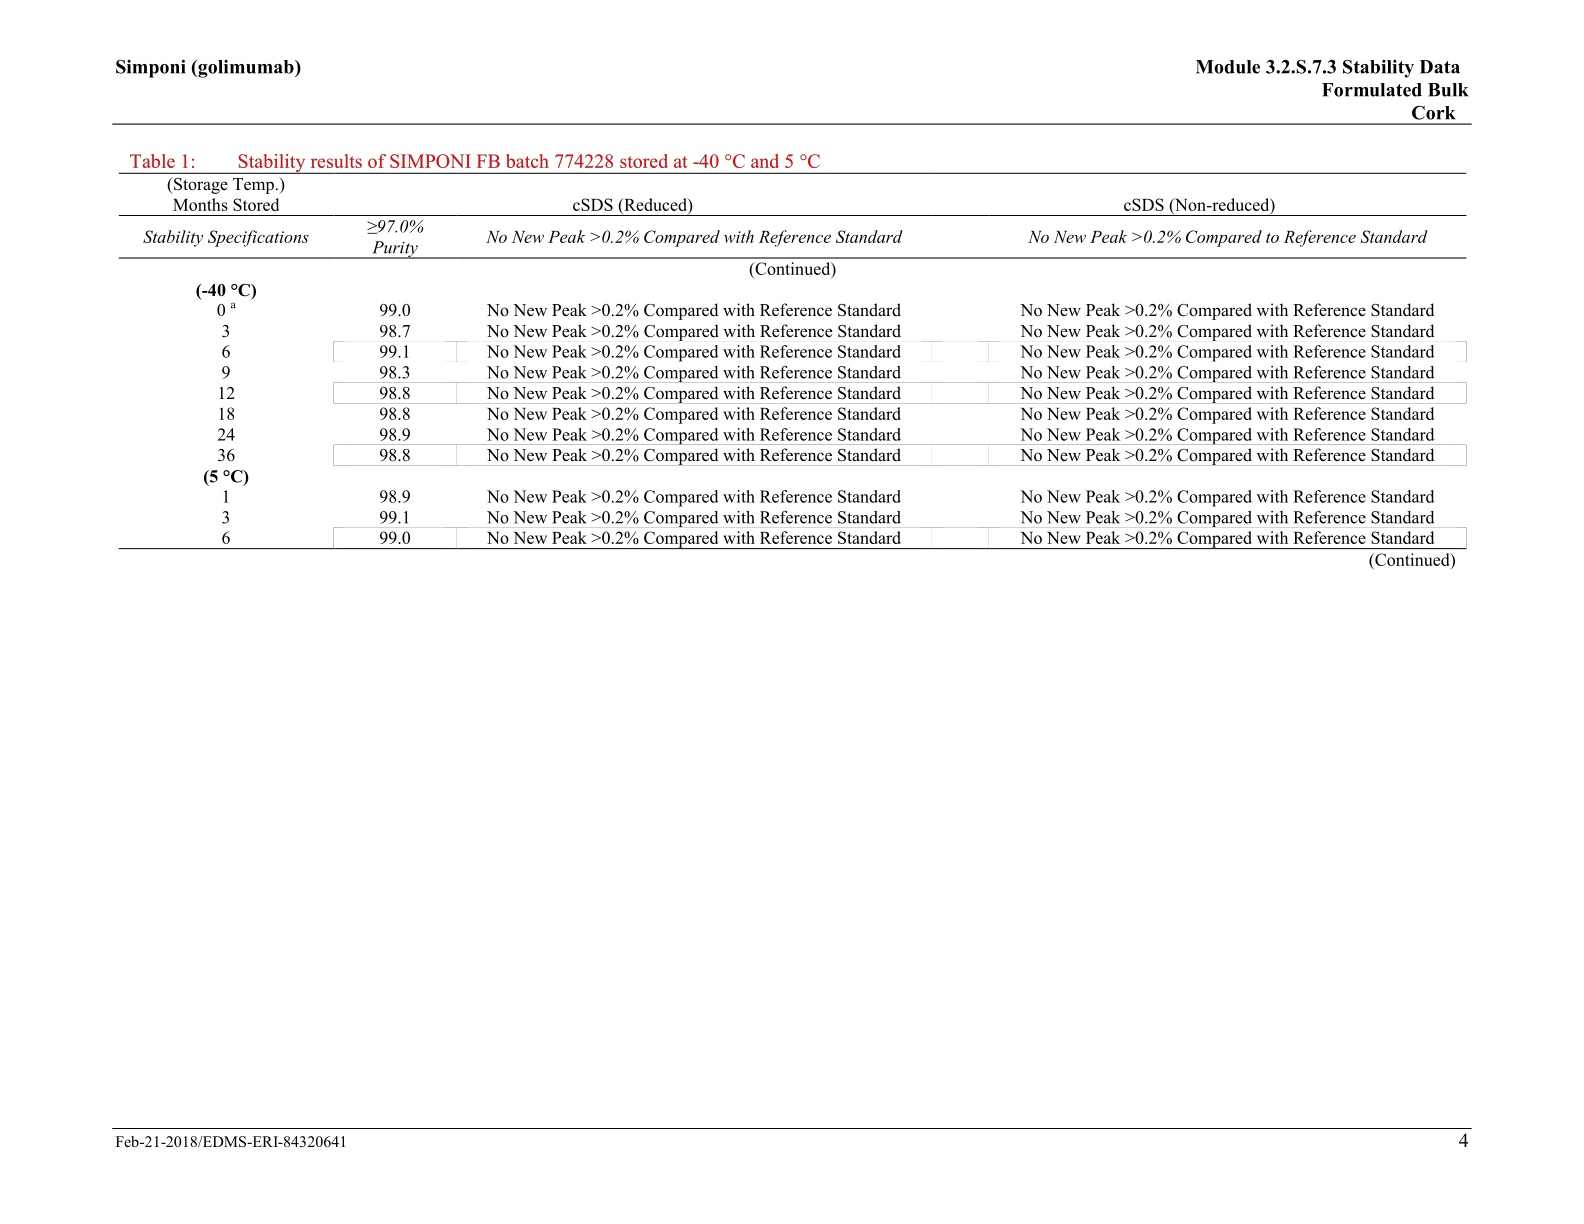 Simponi (golimumab) Module 3.2.S.7.3 Stability Data
Formulated Bulk
Cork
Table 1: Stability results of SIMPONI FB batch 774228 stored at -40 °C and 5 °C
(Storage Temp.)
Months Stored cSDS (Reduced) cSDS (Non-reduced)
Stability Specifications ≥97.0% Purity No New Peak >0.2% Compared with Reference Standard No New Peak >0.2% Compared to Reference Standard
(Continued)
(-40 °C)
0 a 99.0 No New Peak >0.2% Compared with Reference Standard No New Peak >0.2% Compared with Reference Standard
3 98.7 No New Peak >0.2% Compared with Reference Standard No New Peak >0.2% Compared with Reference Standard
6 99.1 No New Peak >0.2% Compared with Reference Standard No New Peak >0.2% Compared with Reference Standard
9 98.3 No New Peak >0.2% Compared with Reference Standard No New Peak >0.2% Compared with Reference Standard
12 98.8 No New Peak >0.2% Compared with Reference Standard No New Peak >0.2% Compared with Reference Standard
18 98.8 No New Peak >0.2% Compared with Reference Standard No New Peak >0.2% Compared with Reference Standard
24 98.9 No New Peak >0.2% Compared with Reference Standard No New Peak >0.2% Compared with Reference Standard
36 98.8 No New Peak >0.2% Compared with Reference Standard No New Peak >0.2% Compared with Reference Standard
(5 °C)
1 98.9 No New Peak >0.2% Compared with Reference Standard No New Peak >0.2% Compared with Reference Standard
3 99.1 No New Peak >0.2% Compared with Reference Standard No New Peak >0.2% Compared with Reference Standard
6 99.0 No New Peak >0.2% Compared with Reference Standard No New Peak >0.2% Compared with Reference Standard
(Continued)
Feb-21-2018/EDMS-ERI-84320641 4